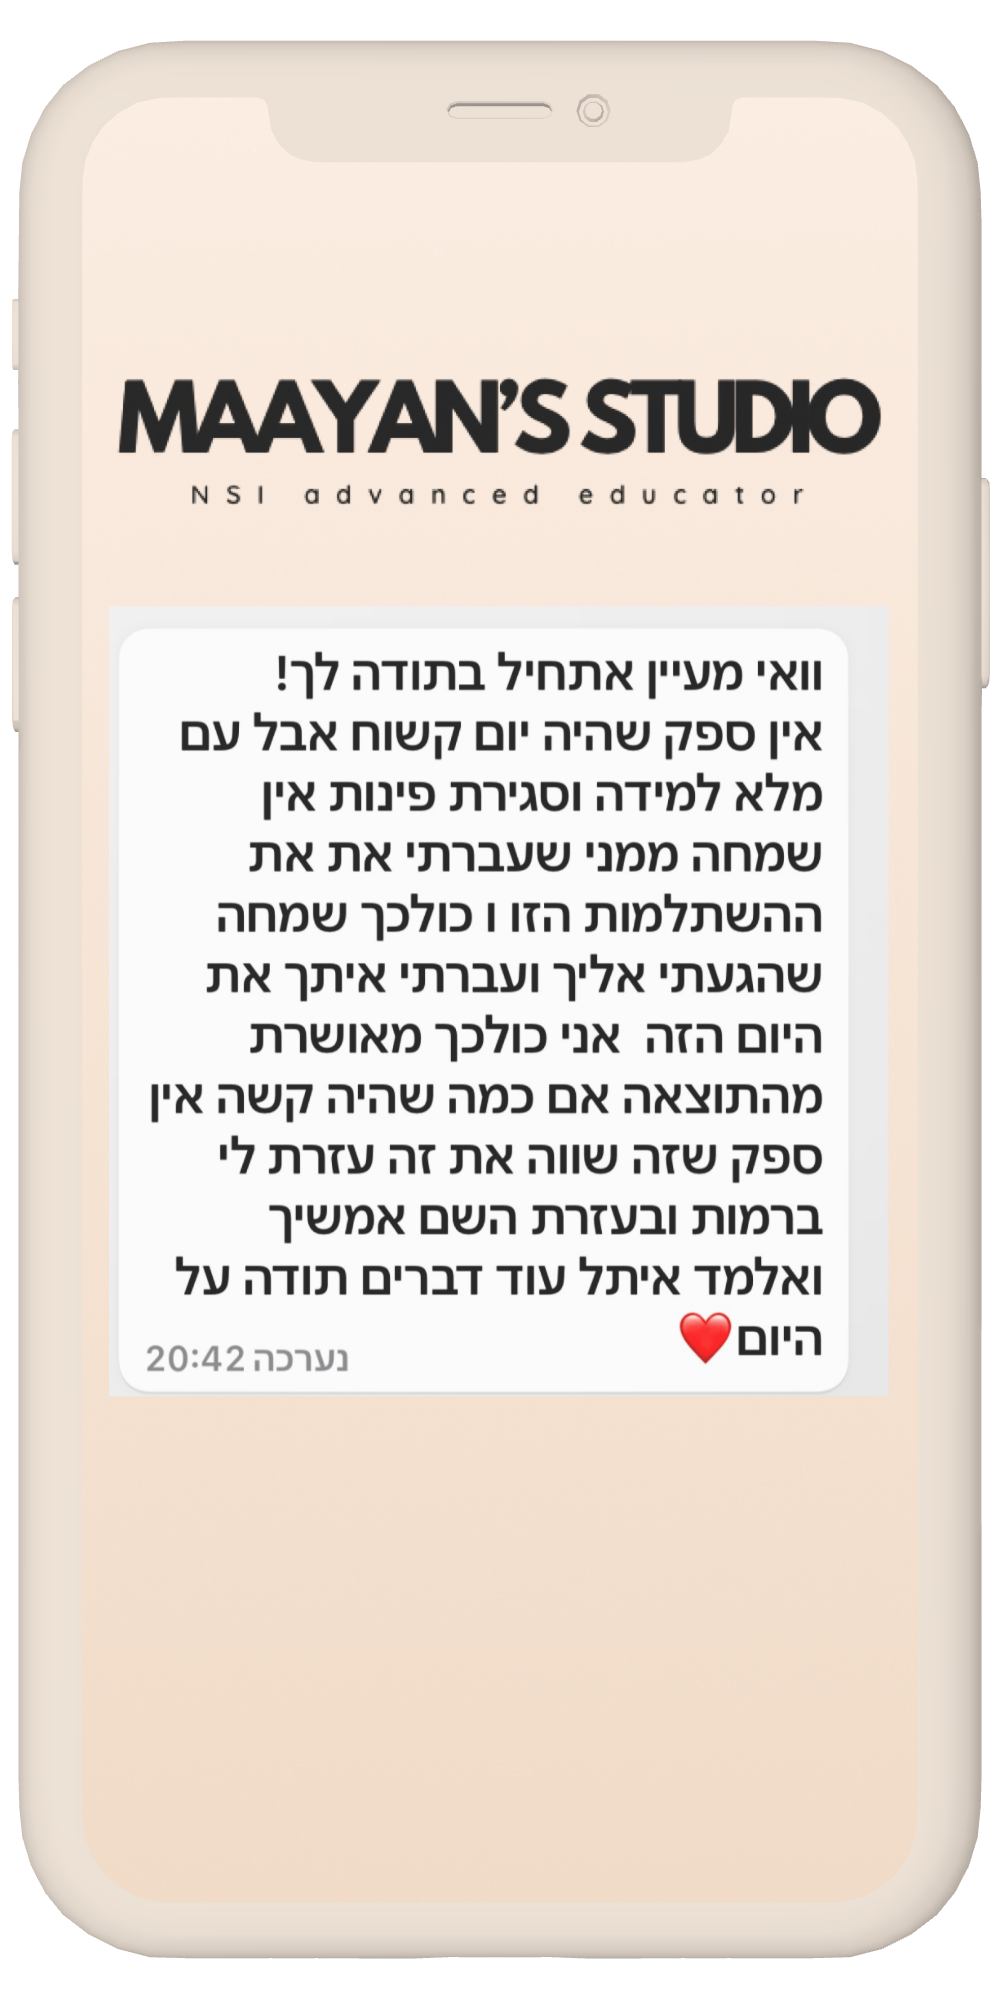 MAAYAN'S STUDIO
NSI advanced educator
וואי מעיין אתחיל בתודה לך!
אין ספק שהיה יום קשוח אבל עם
מלא למידה וסגירת פינות אין
שמחה ממני שעברתי את את
ההשתלמות הזו ו כולכך שמחה
שהגעתי אליך ועברתי איתך את
היום הזה  אני כולכך מאושרת
מהתוצאה אם כמה שהיה קשה אין
ספק שזה שווה את זה עזרת לי
ברמות ובעזרת השם אמשיך
ואלמד איתל עוד דברים תודה על
היום❤️
נערכה 20:42